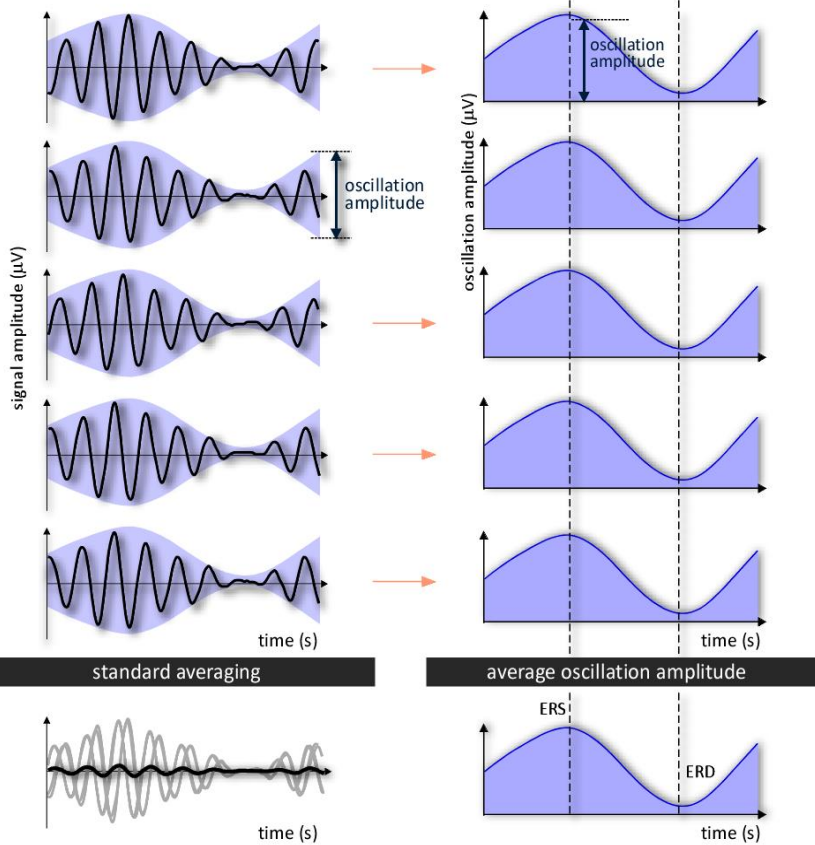 oscillation
amplitude
oscillation
amplitude
signal amplitude (µV)
oscillation amplitude (µV)
time (s)
time (s)
standard averaging
average oscillation amplitude
ERS
ERD
time (s)
time (s)